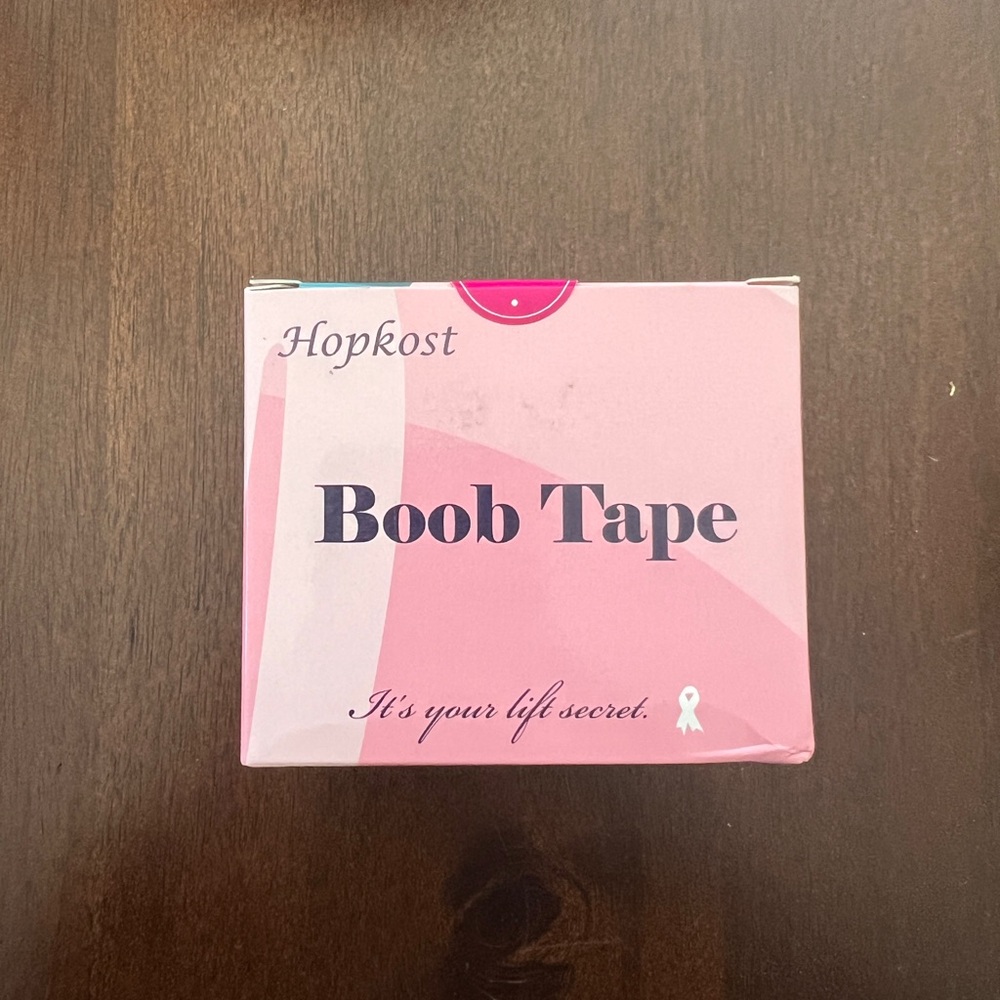 Hopkost
Boob Tape
It's your lift secret.